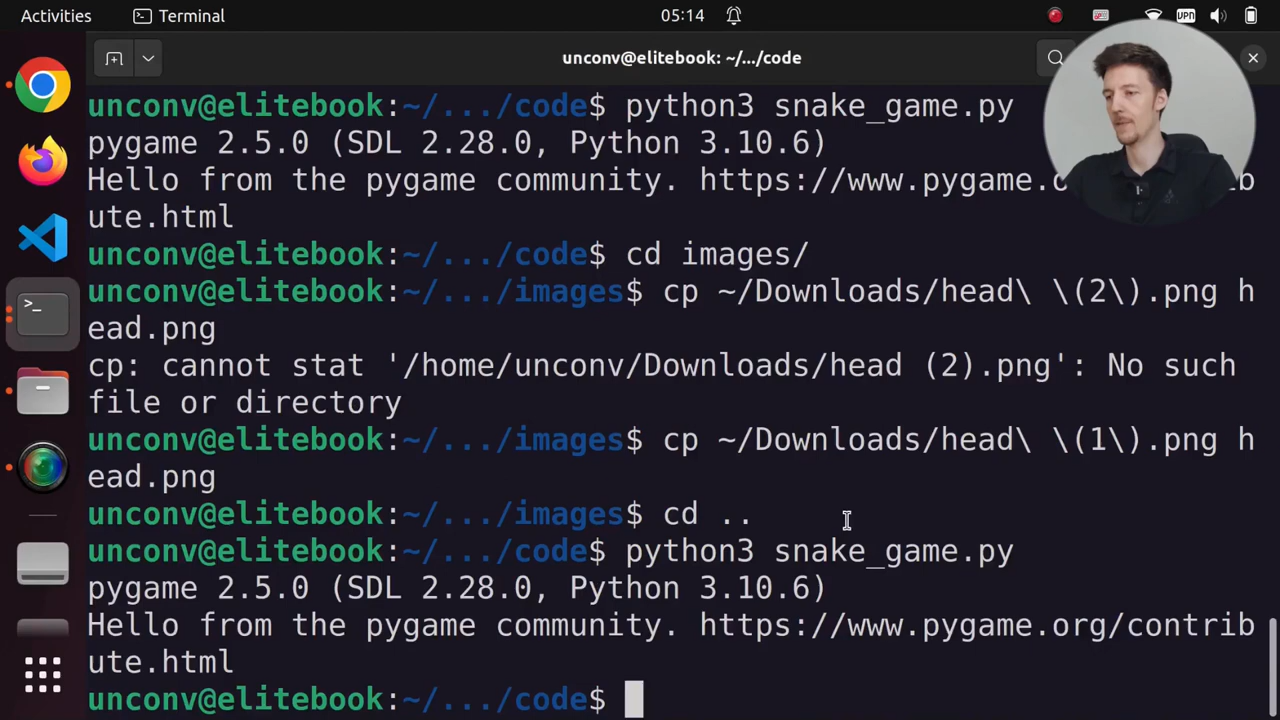 Activities
Terminal
05:14
VPN
unconv@elitebook: ~/.../code
unconv@elitebook:~/.../code$ python3 snake_game.py
pygame 2.5.0 (SDL 2.28.0, Python 3.10.6)
Hello from the pygame community. https://www.pygame.o
ute.html
unconv@elitebook:~/.../code$ cd images/
unconv@elitebook:~/.../images$ cp ~/Downloads/head\ \(2\).png h
ead.png
cp: cannot stat '/home/unconv/Downloads/head (2).png': No such
file or directory
unconv@elitebook:~/.../images$ cp ~/Downloads/head\ \(1\).png h
ead.png
unconv@elitebook:~/.../images$ cd ..
unconv@elitebook:~/.../code$ python3 snake_game.py
pygame 2.5.0 (SDL 2.28.0, Python 3.10.6)
Hello from the pygame community. https://www.pygame.org/contrib
ute.html
unconv@elitebook:~/.../code$